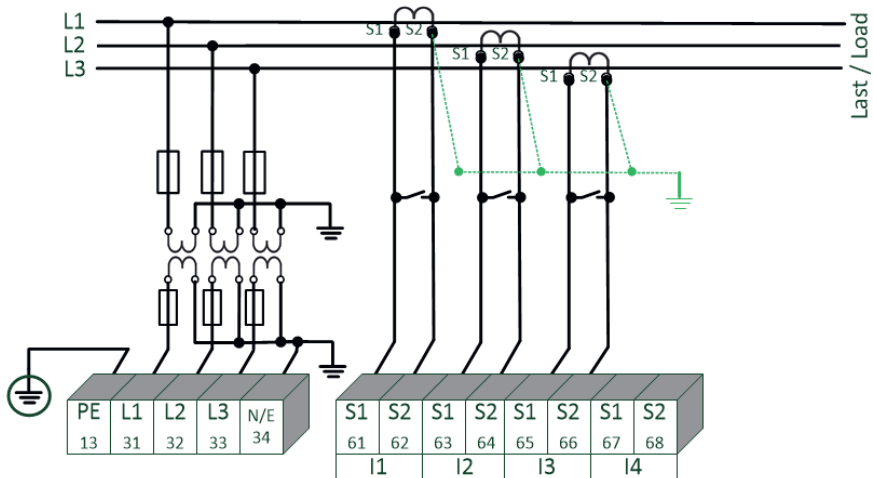 L1
L2
L3
S1 S2
S1 S2
S1 S2
Last / Load
PE L1 L2 L3 N/E
13 31 32 33 34
S1 S2 S1 S2 S1 S2 S1 S2
61 62 63 64 65 66 67 68
I1 I2 I3 I4